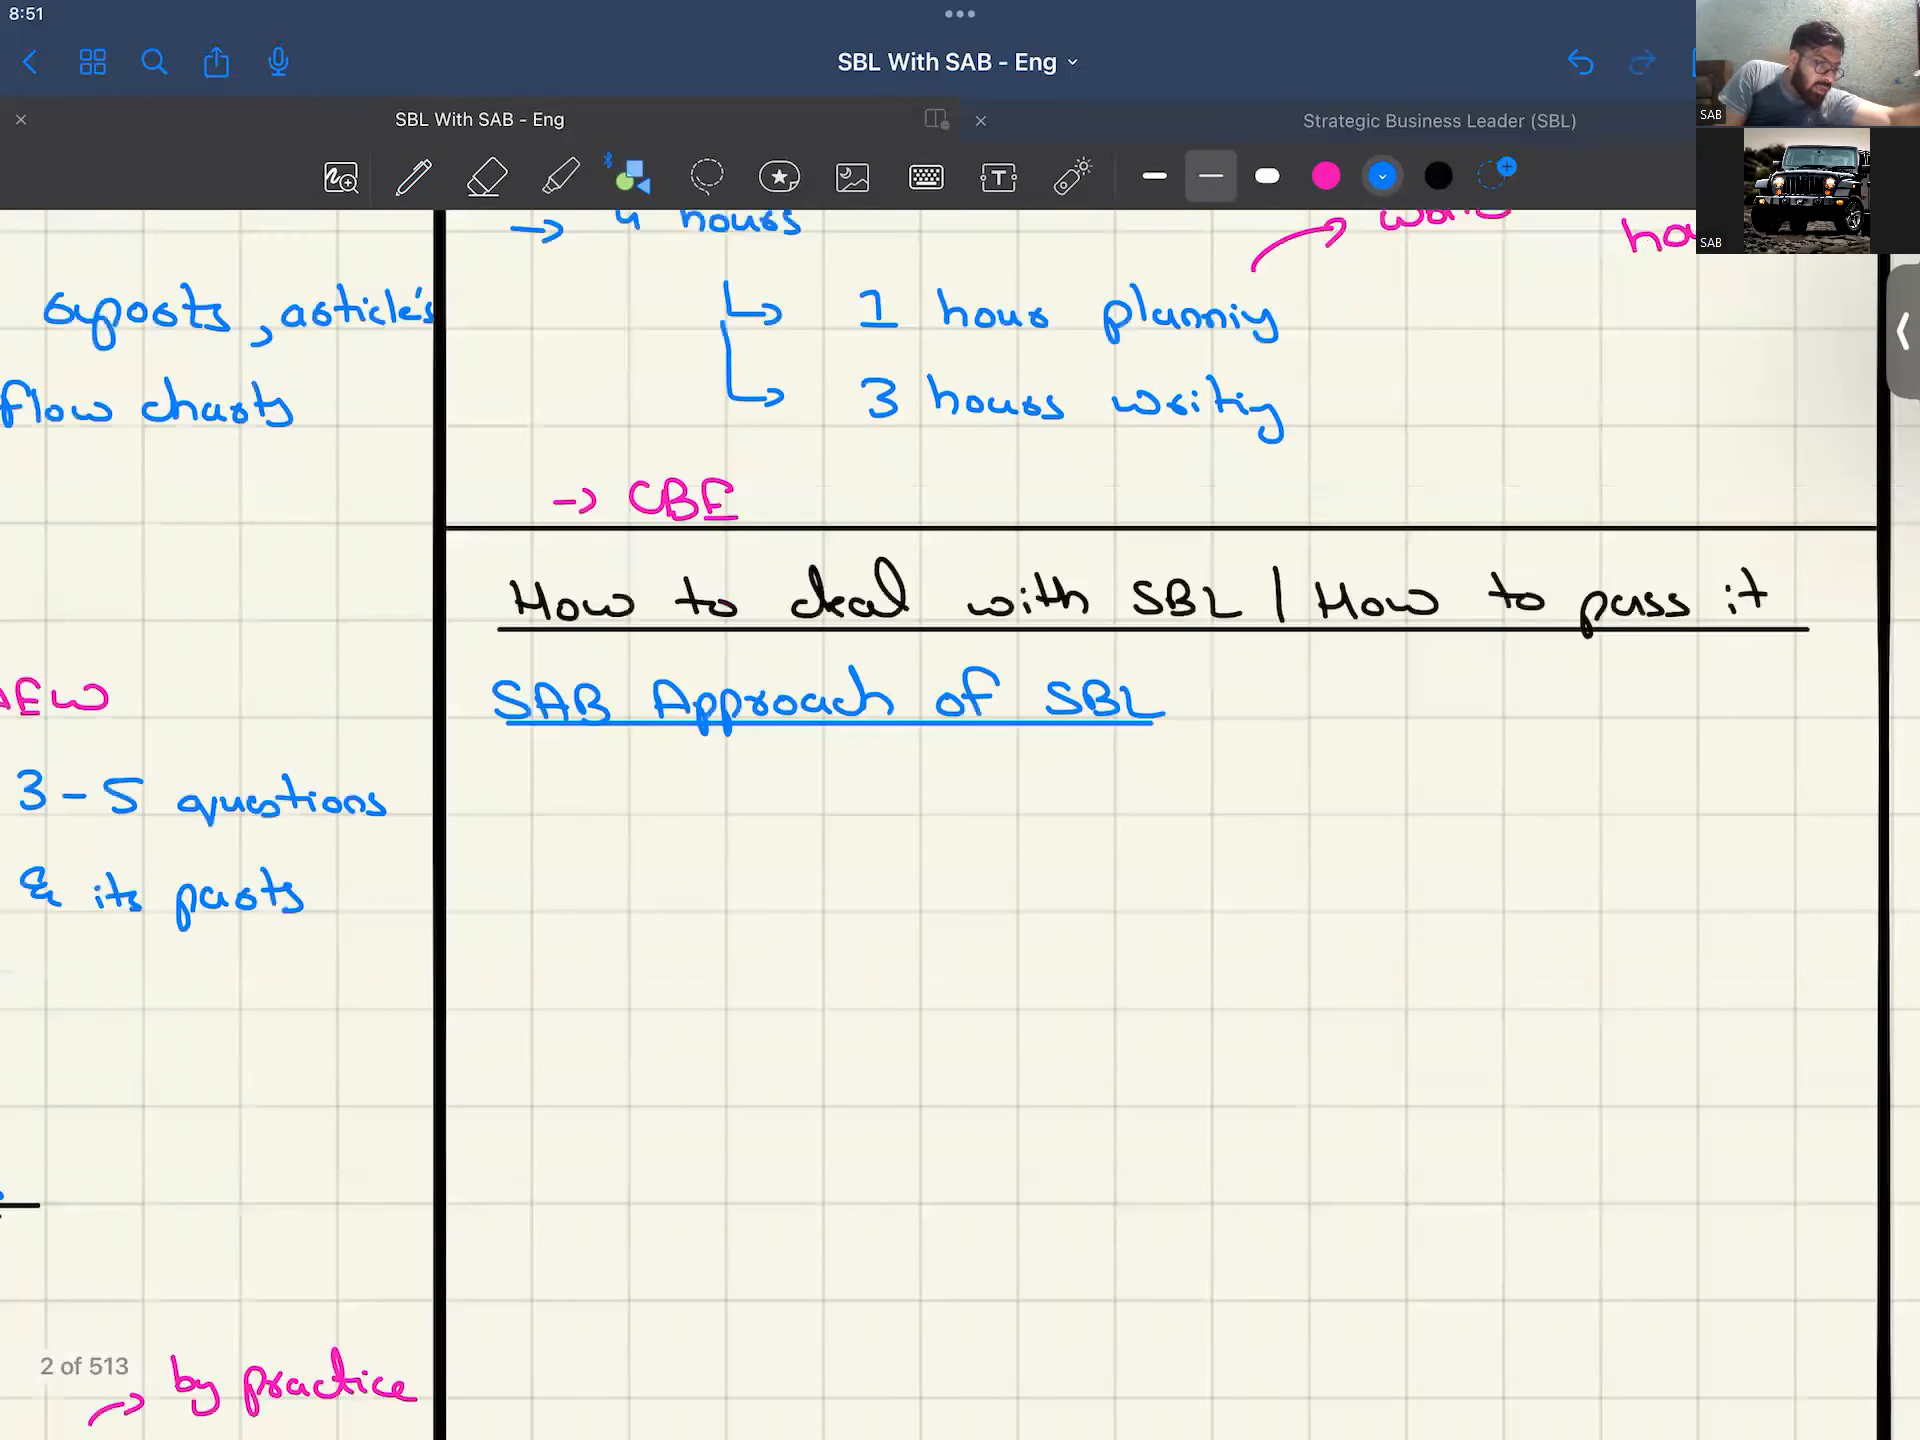 8:51
SBL With SAB - Eng
SBL With SAB - Eng
Strategic Business Leader (SBL)
SAB
SAB
→ 4 hours
reports, article's
flow charts
1 hour planning
3 hours writing
→ CBE
How to deal with SBL / How to pass it
SAB Approach of SBL
3-5 questions
& its parts
2 of 513
→ by practice